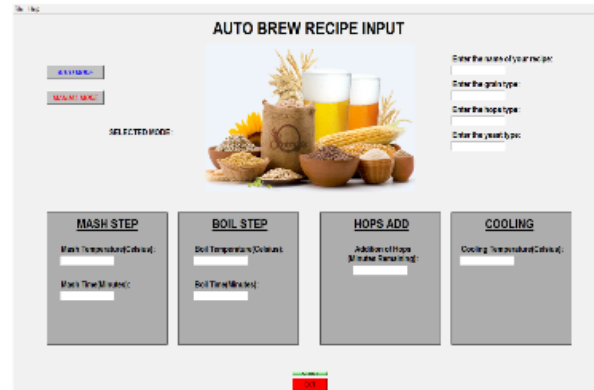 File Help
AUTO BREW RECIPE INPUT
Enter the name of your recipe:
Enter the grain type:
Enter the hops type:
Enter the yeast type:
SELECTED MODE:
MASH STEP
Mash Temperature(Celsius):
Mash Time(Minutes):
BOIL STEP
Boil Temperature(Celsius):
Boil Time(Minutes):
HOPS ADD
Addition of Hops
(Minutes Remaining):
COOLING
Cooling Temperature(Celsius):